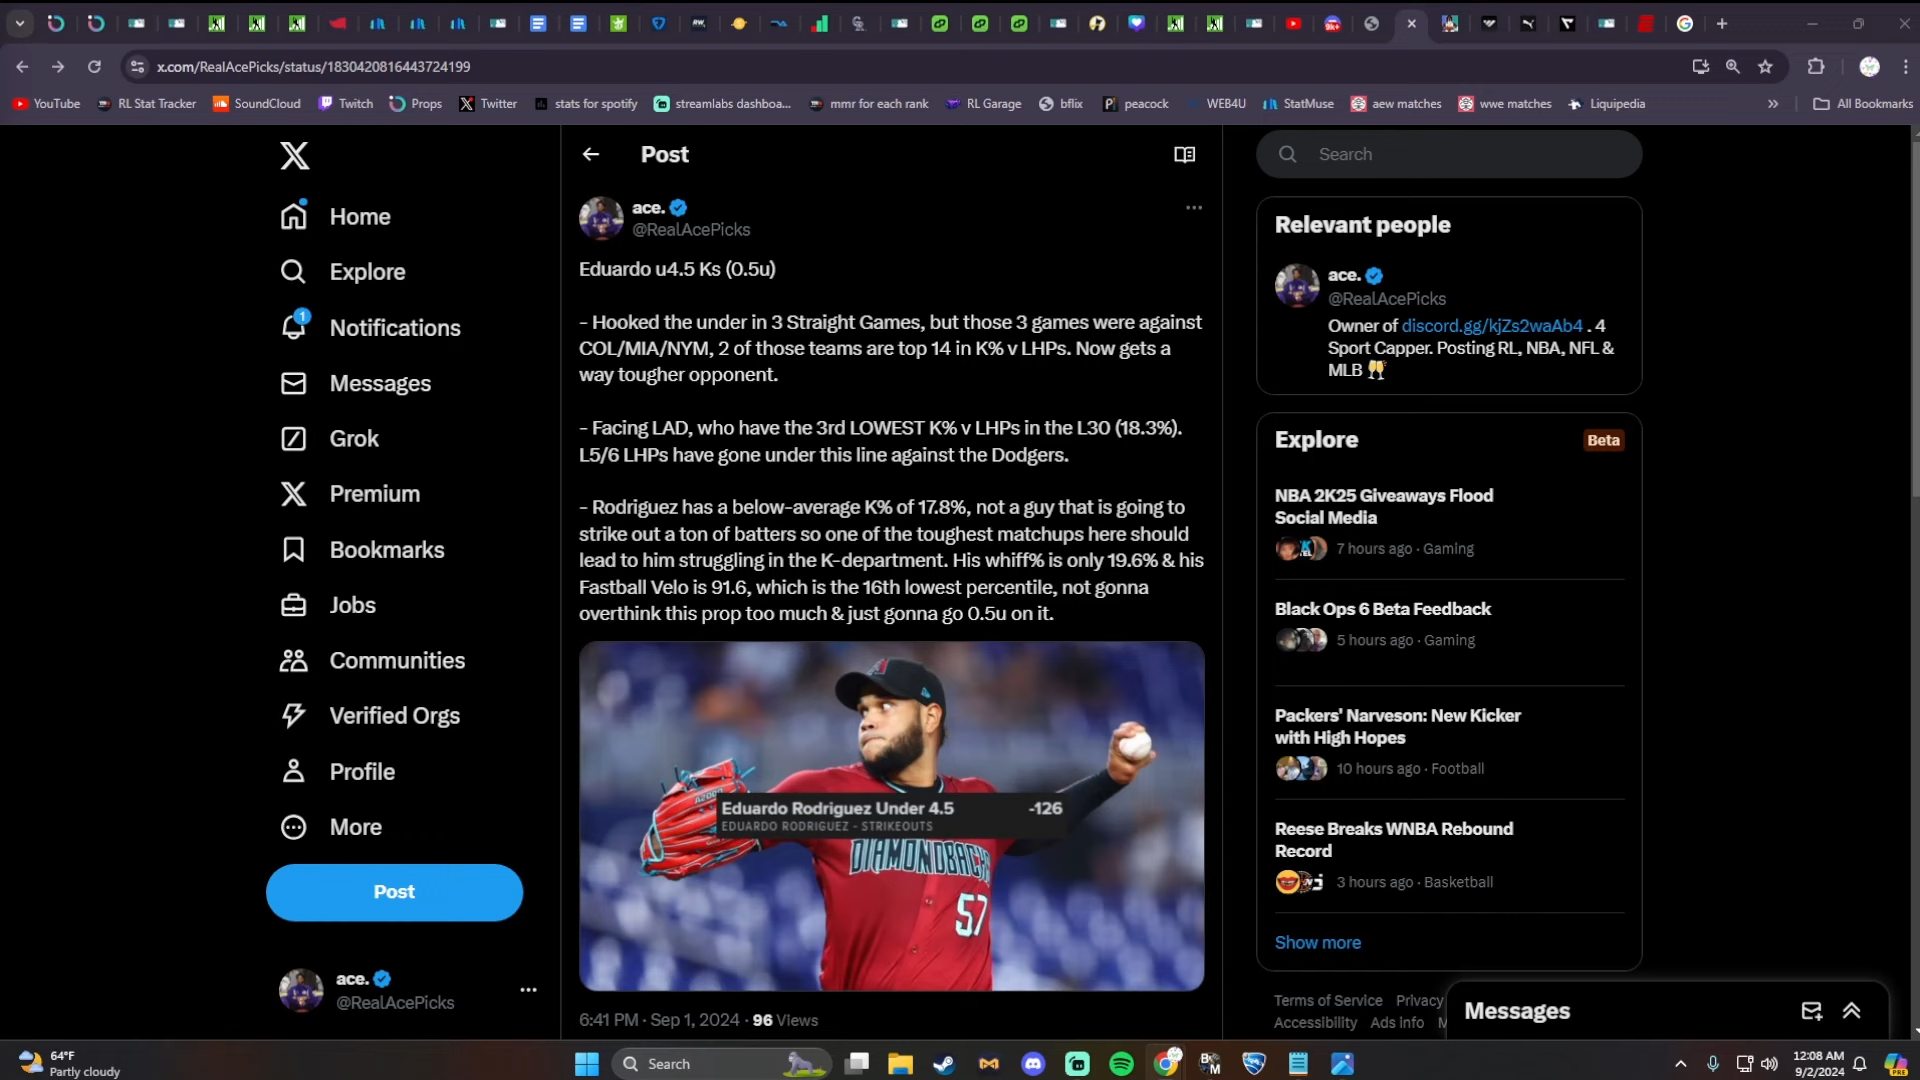 x.com/RealAcePicks/status/1830420816443724199
YouTube
RL Stat Tracker
SoundCloud
Twitch
Props
Twitter
stats for spotify
streamlabs dashboa...
mmr for each rank
RL Garage
bflix
peacock
WEB4U
StatMuse
aew matches
wwe matches
Liquipedia
All Bookmarks
Home
Explore
1
Notifications
Messages
Grok
Premium
Bookmarks
Jobs
Communities
Verified Orgs
Profile
More
Post
ace.
@RealAcePicks
Post
ace.
@RealAcePicks
Eduardo u4.5 Ks (0.5u)
- Hooked the under in 3 Straight Games, but those 3 games were against
COL/MIA/NYM, 2 of those teams are top 14 in K% v LHPs. Now gets a
way tougher opponent.
- Facing LAD, who have the 3rd LOWEST K% v LHPs in the L30 (18.3%).
L5/6 LHPs have gone under this line against the Dodgers.
- Rodriguez has a below-average K% of 17.8%, not a guy that is going to
strike out a ton of batters so one of the toughest matchups here should
lead to him struggling in the K-department. His whiff% is only 19.6% & his
Fastball Velo is 91.6, which is the 16th lowest percentile, not gonna
overthink this prop too much & just gonna go 0.5u on it.
Eduardo Rodriguez Under 4.5 -126
EDUARDO RODRIGUEZ - STRIKEOUTS
57
6:41 PM · Sep 1, 2024 · 96 Views
Search
Relevant people
ace.
@RealAcePicks
Owner of discord.gg/kjZs2waAb4 . 4
Sport Capper. Posting RL, NBA, NFL &
MLB
Explore
Beta
NBA 2K25 Giveaways Flood
Social Media
7 hours ago · Gaming
Black Ops 6 Beta Feedback
5 hours ago · Gaming
Packers' Narveson: New Kicker
with High Hopes
10 hours ago · Football
Reese Breaks WNBA Rebound
Record
3 hours ago · Basketball
Show more
Terms of Service Privacy
Accessibility Ads info
Messages
64°F
Partly cloudy
Search
12:08 AM
9/2/2024